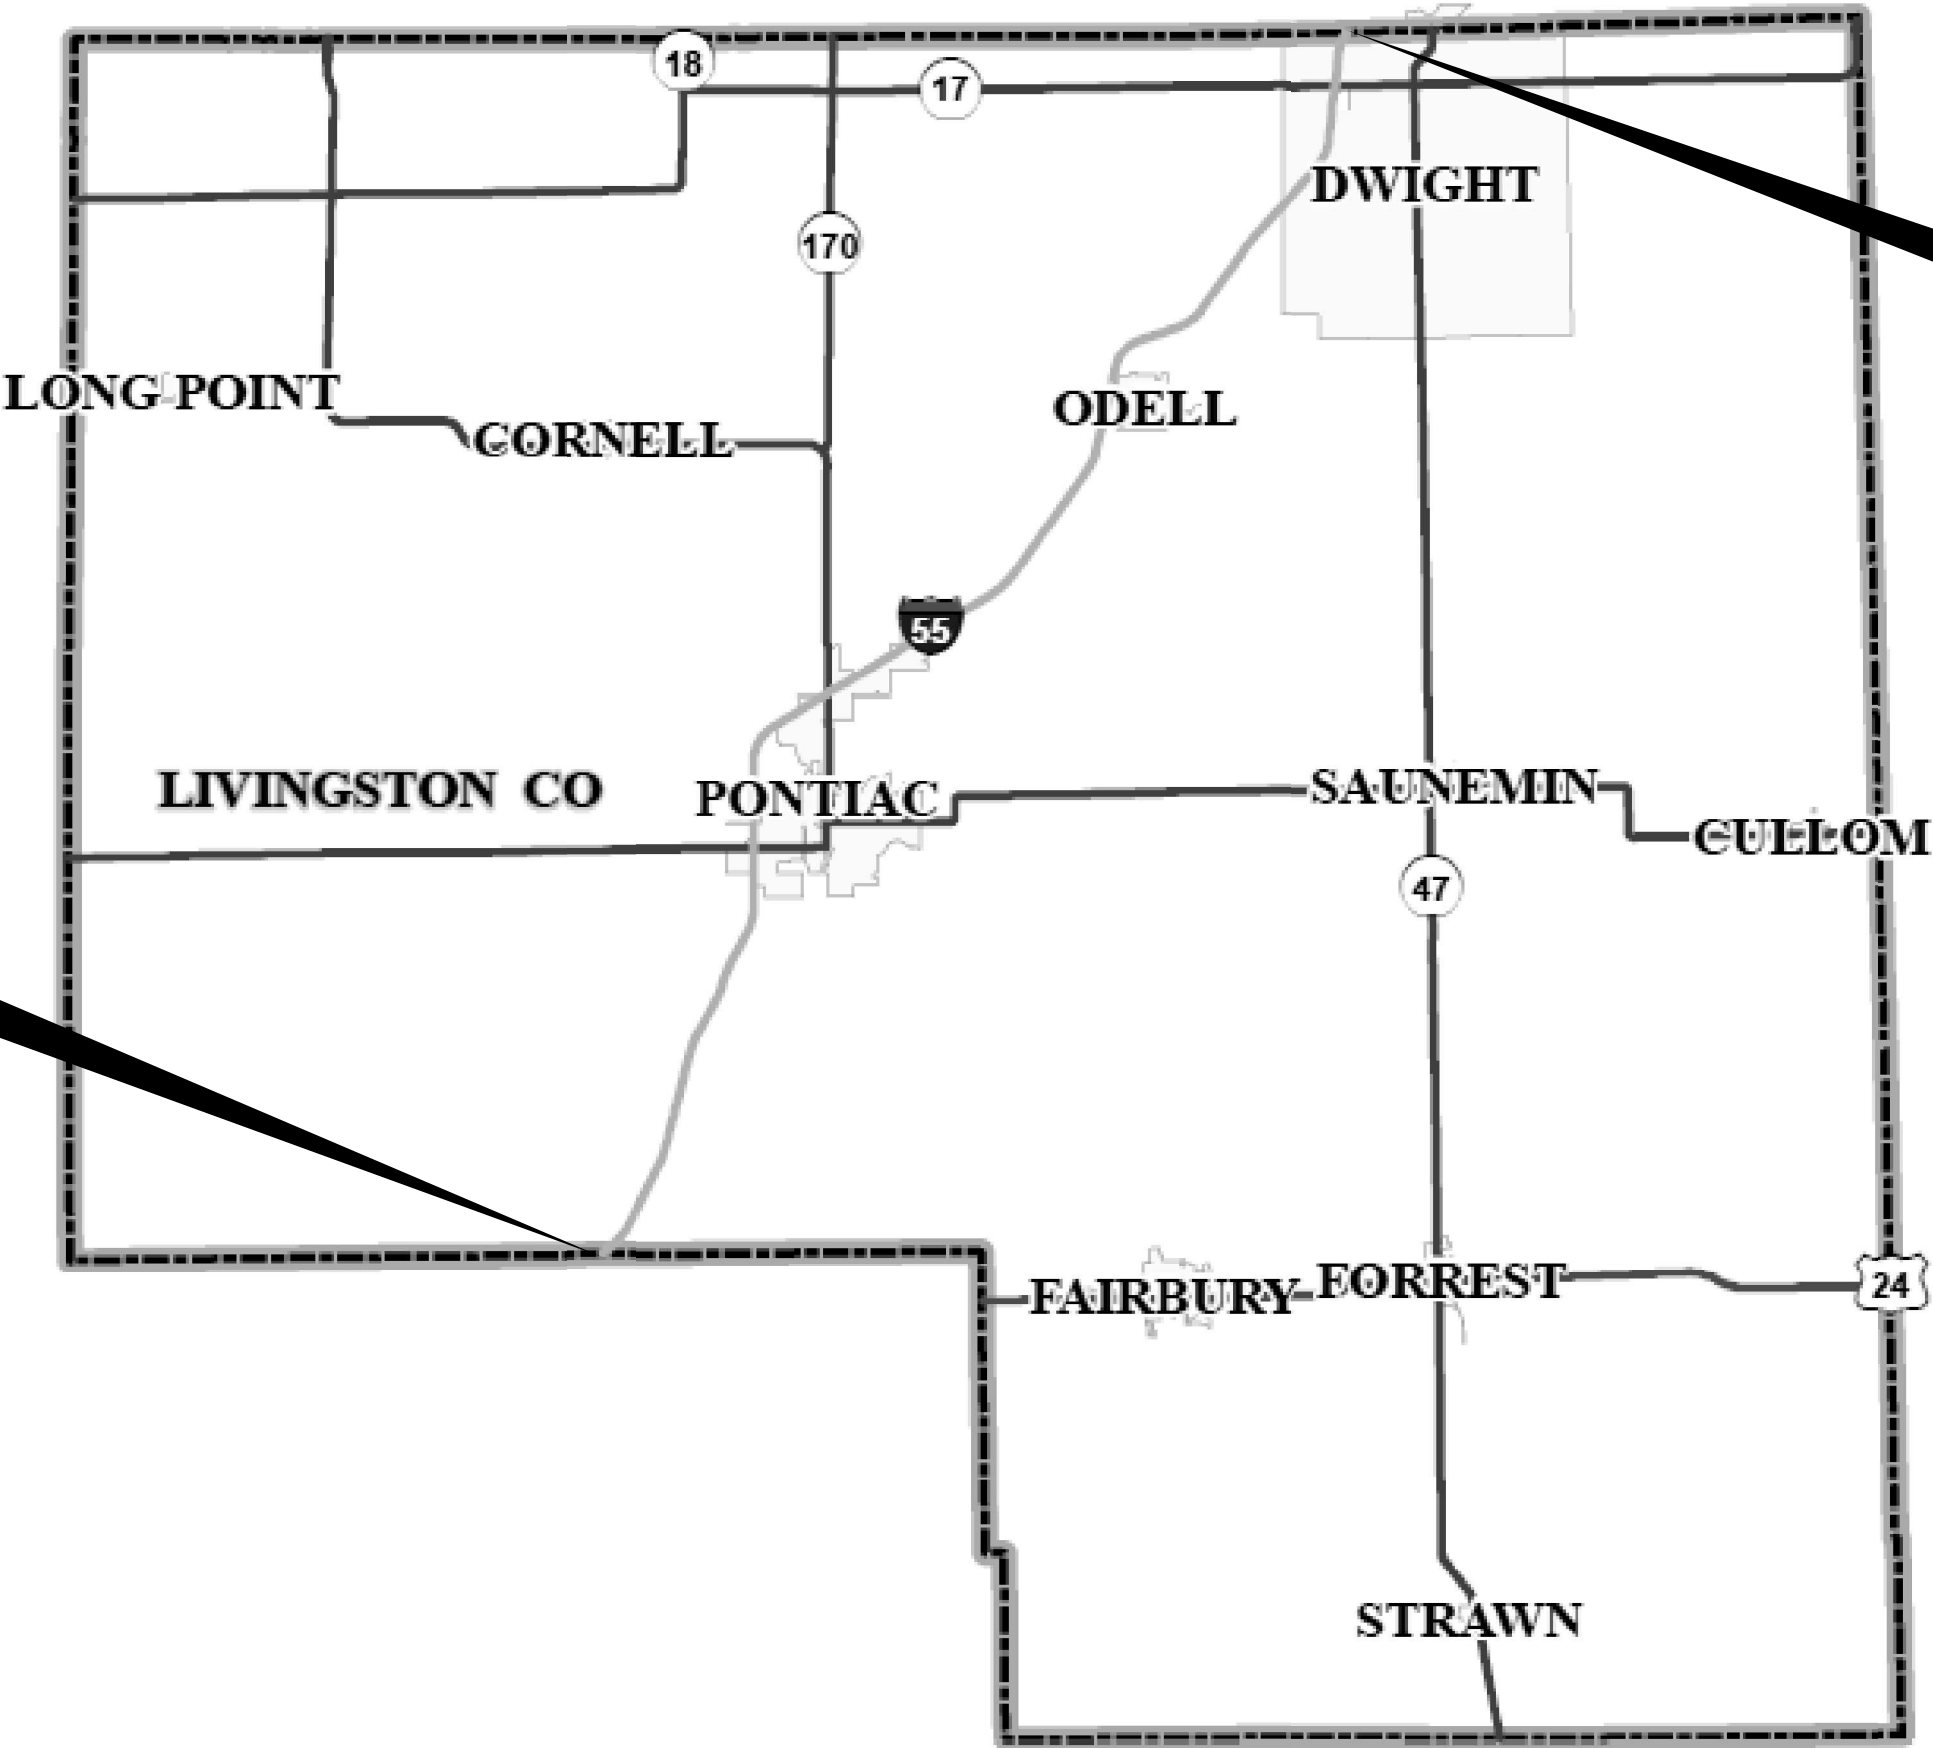 18
17
DWIGHT
170
LONG POINT
ODELL
CORNELL
55
LIVINGSTON CO
PONTIAC
SAUNEMIN
CULLOM
47
FORREST
24
FAIRBURY
STRAWN